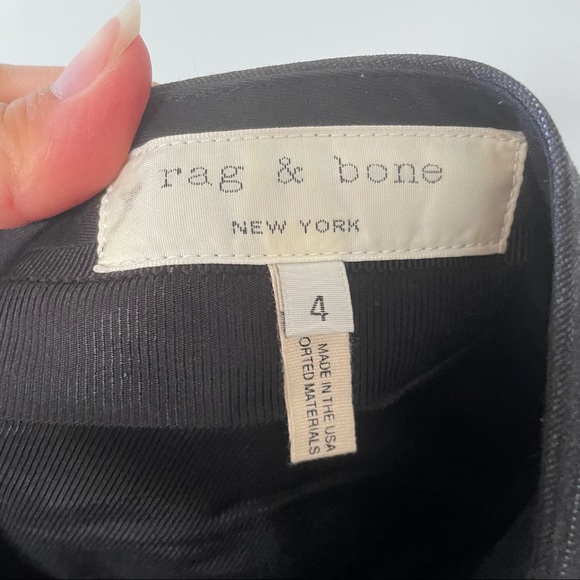 rag & bone
NEW YORK
4
MADE IN THE USA
ORTED MATERIALS